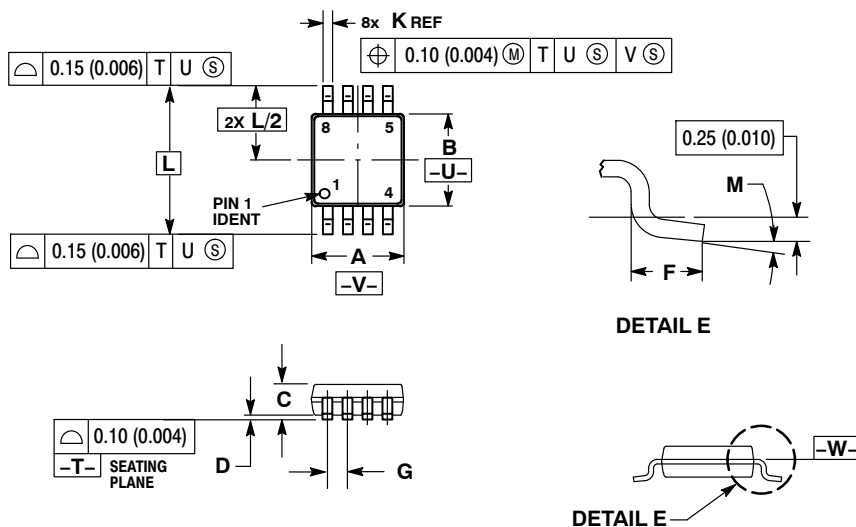 8x K REF
⌖ 0.10 (0.004) Ⓜ T U Ⓢ V Ⓢ
⌓ 0.15 (0.006) T U Ⓢ
2X L/2
L
8 5
B
-U-
1
4
PIN 1
IDENT
⌓ 0.15 (0.006) T U Ⓢ
A
-V-
0.25 (0.010)
M
F
DETAIL E
C
⌓ 0.10 (0.004)
-T- SEATING
PLANE
D
G
-W-
DETAIL E